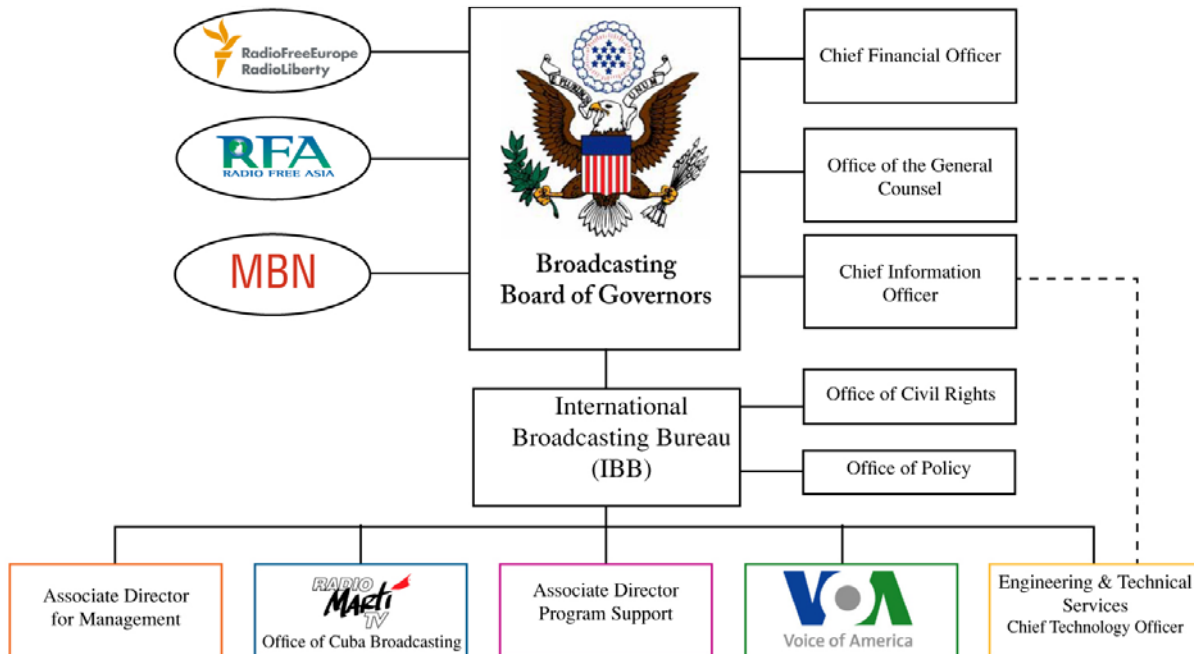 RadioFreeEurope
RadioLiberty
RFA
RADIO FREE ASIA
MBN
E PLURIBUS UNUM
Broadcasting
Board of Governors
Chief Financial Officer
Office of the General
Counsel
Chief Information
Officer
International
Broadcasting Bureau
(IBB)
Office of Civil Rights
Office of Policy
Associate Director
for Management
RADIO
Martí
TV
Office of Cuba Broadcasting
Associate Director
Program Support
VOA
Voice of America
Engineering & Technical
Services
Chief Technology Officer